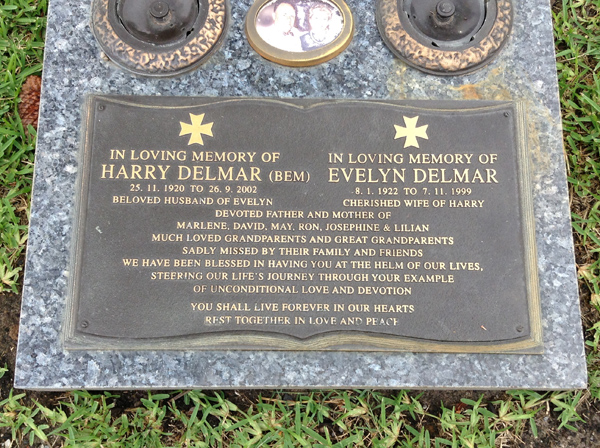 IN LOVING MEMORY OF
HARRY DELMAR (BEM)
25. 11. 1920 TO 26. 9. 2002
BELOVED HUSBAND OF EVELYN
IN LOVING MEMORY OF
EVELYN DELMAR
8. 1. 1922 TO 7. 11. 1999
CHERISHED WIFE OF HARRY
DEVOTED FATHER AND MOTHER OF
MARLENE, DAVID, MAY, RON, JOSEPHINE & LILIAN
MUCH LOVED GRANDPARENTS AND GREAT GRANDPARENTS
SADLY MISSED BY THEIR FAMILY AND FRIENDS
WE HAVE BEEN BLESSED IN HAVING YOU AT THE HELM OF OUR LIVES,
STEERING OUR LIFE'S JOURNEY THROUGH YOUR EXAMPLE
OF UNCONDITIONAL LOVE AND DEVOTION
YOU SHALL LIVE FOREVER IN OUR HEARTS
REST TOGETHER IN LOVE AND PEACE